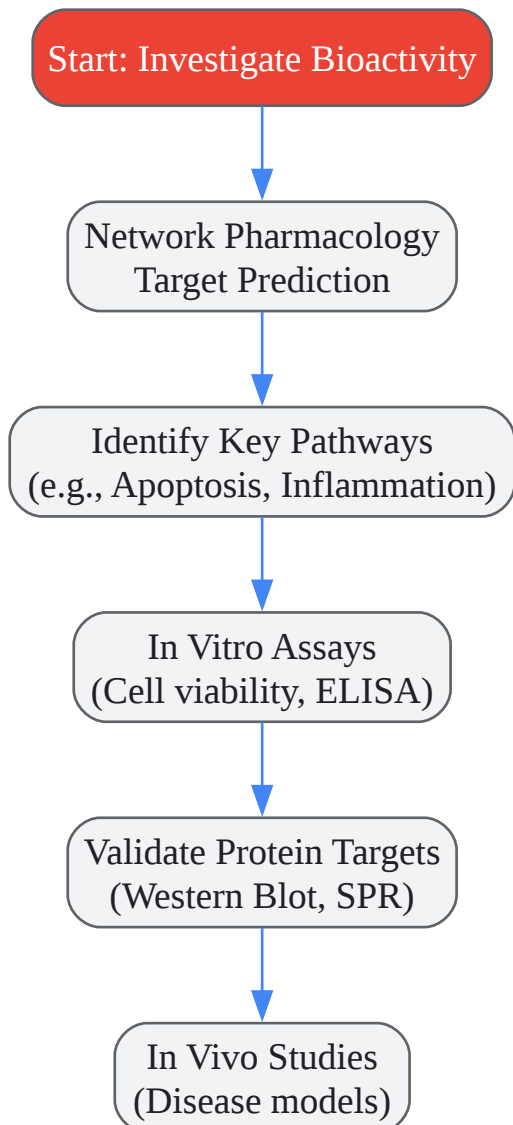 Start: Investigate Bioactivity
Network Pharmacology
Target Prediction
Identify Key Pathways
(e.g., Apoptosis, Inflammation)
In Vitro Assays
(Cell viability, ELISA)
Validate Protein Targets
(Western Blot, SPR)
In Vivo Studies
(Disease models)